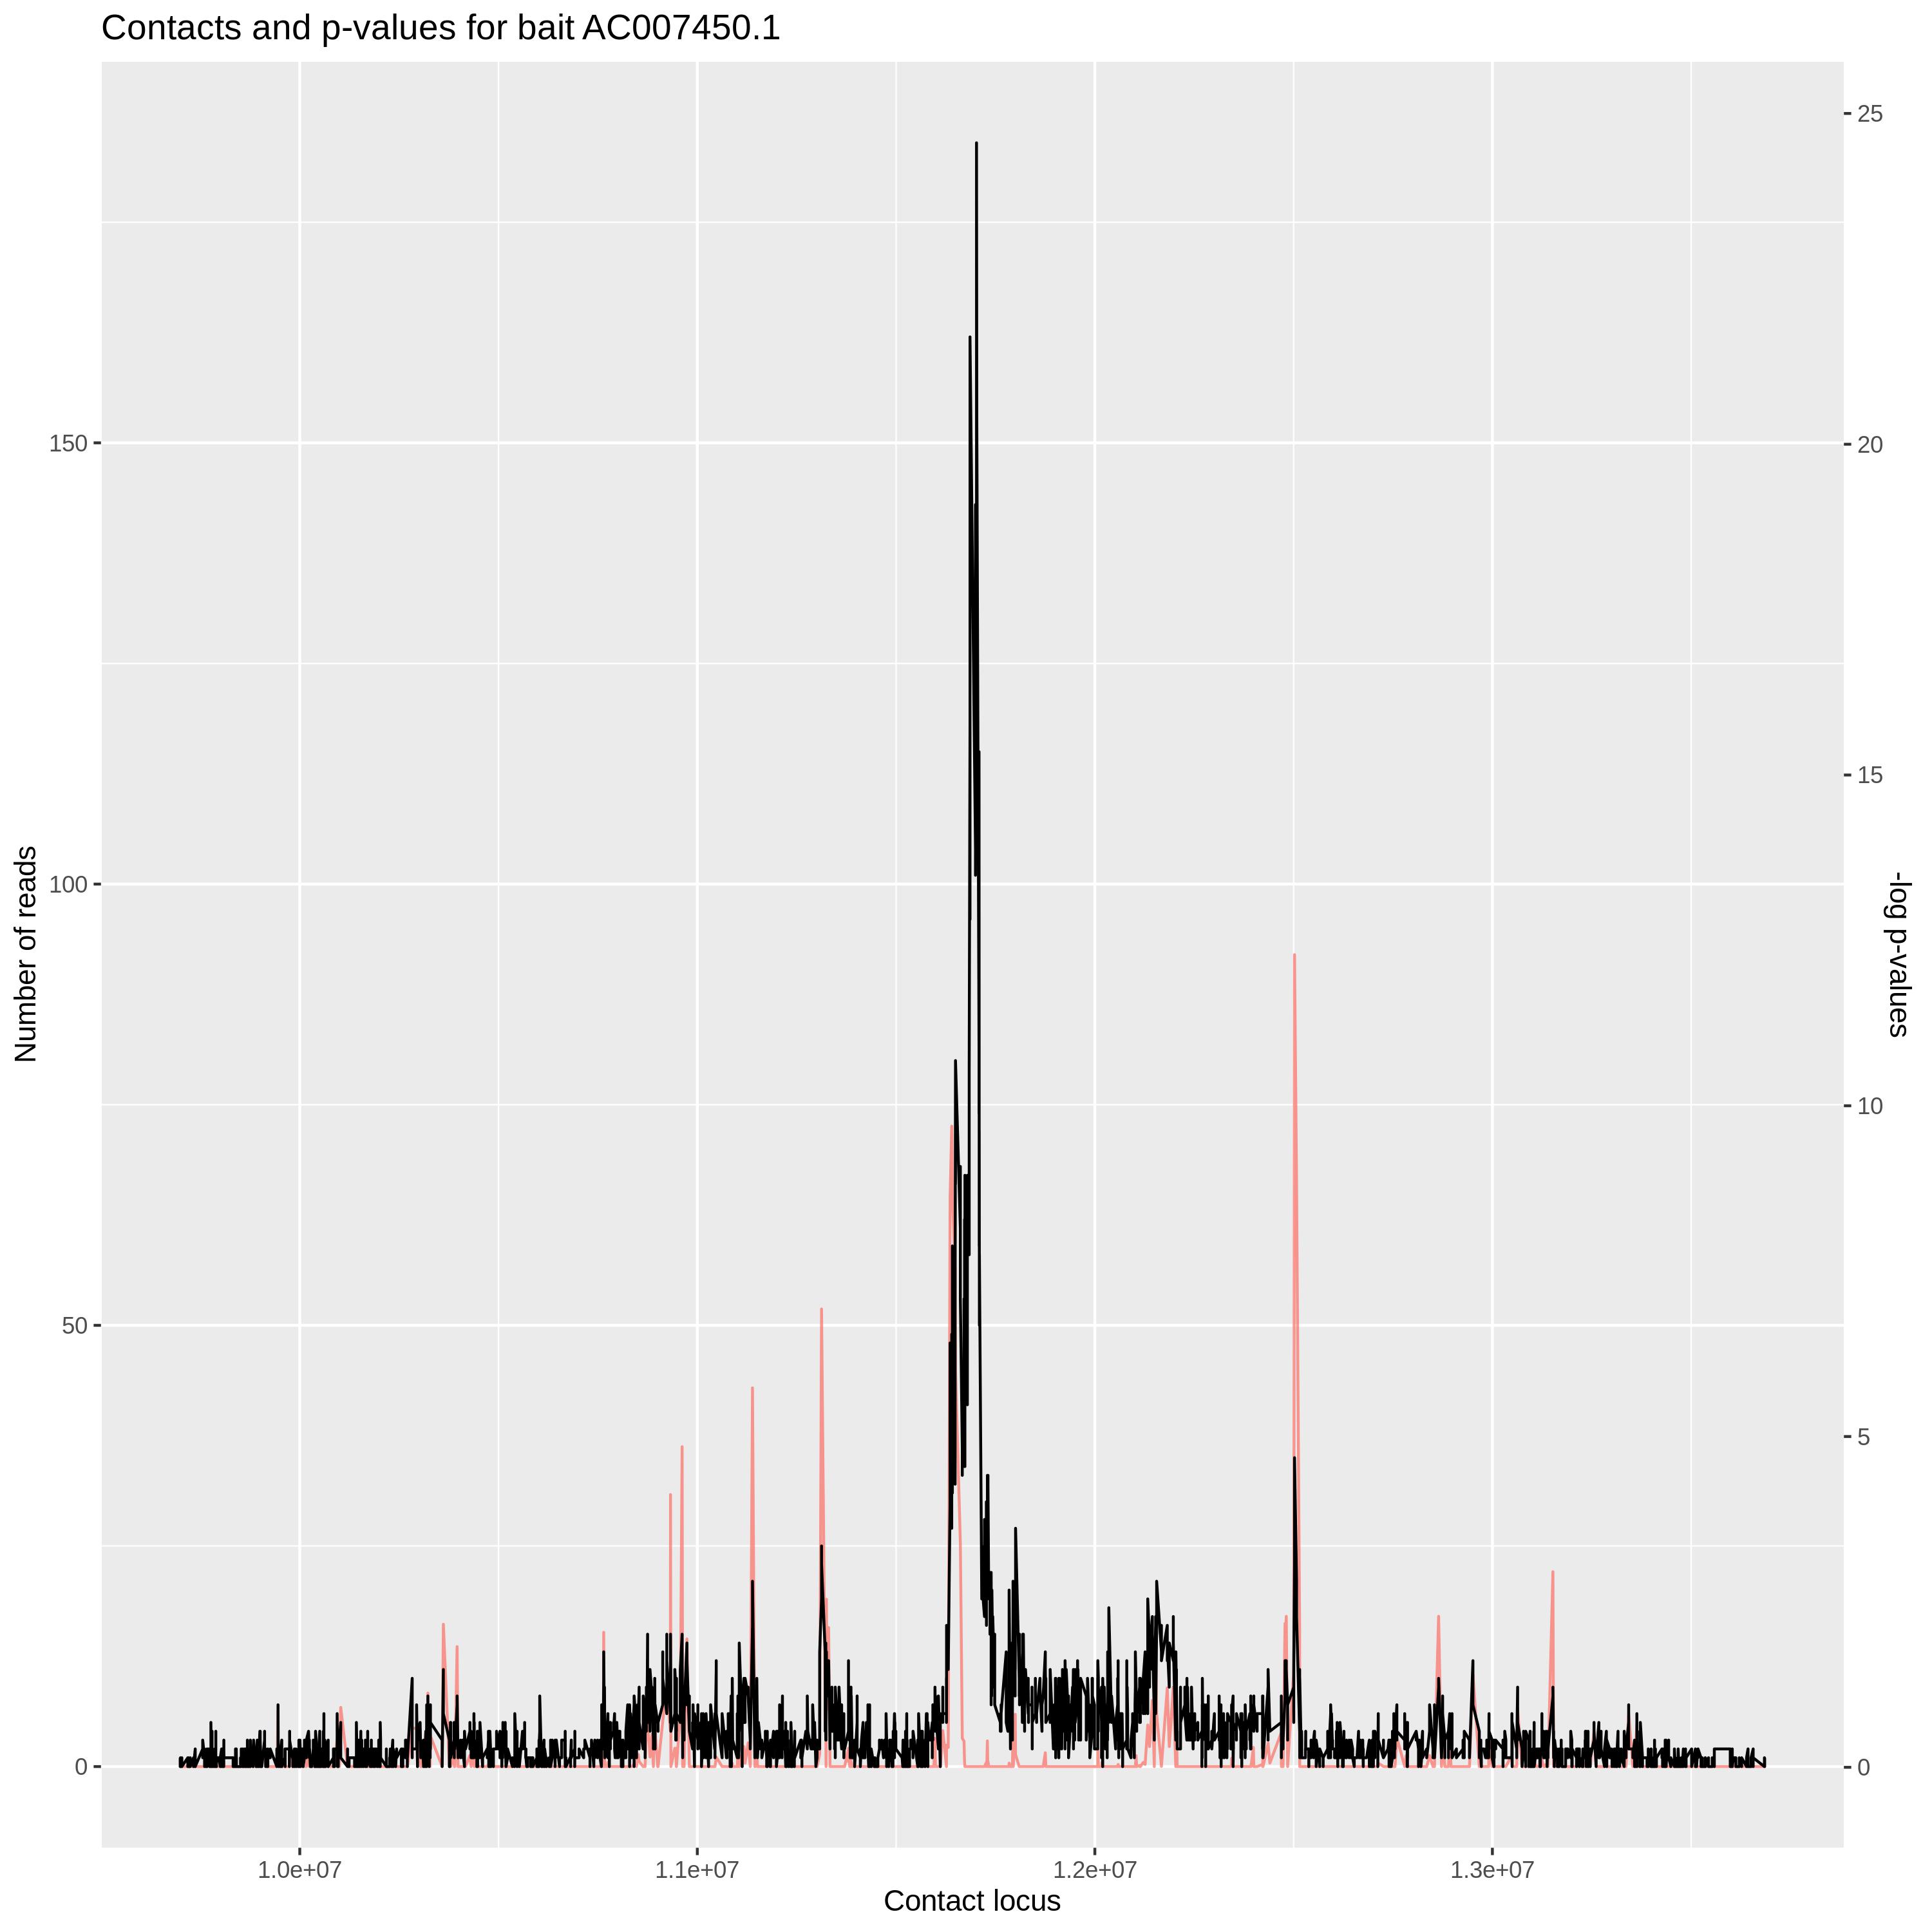 Contacts and p-values for bait AC007450.1
25
20
15
10
5
0
150
100
50
0
Number of reads
-log p-values
1.0e+07 1.1e+07 1.2e+07 1.3e+07
Contact locus